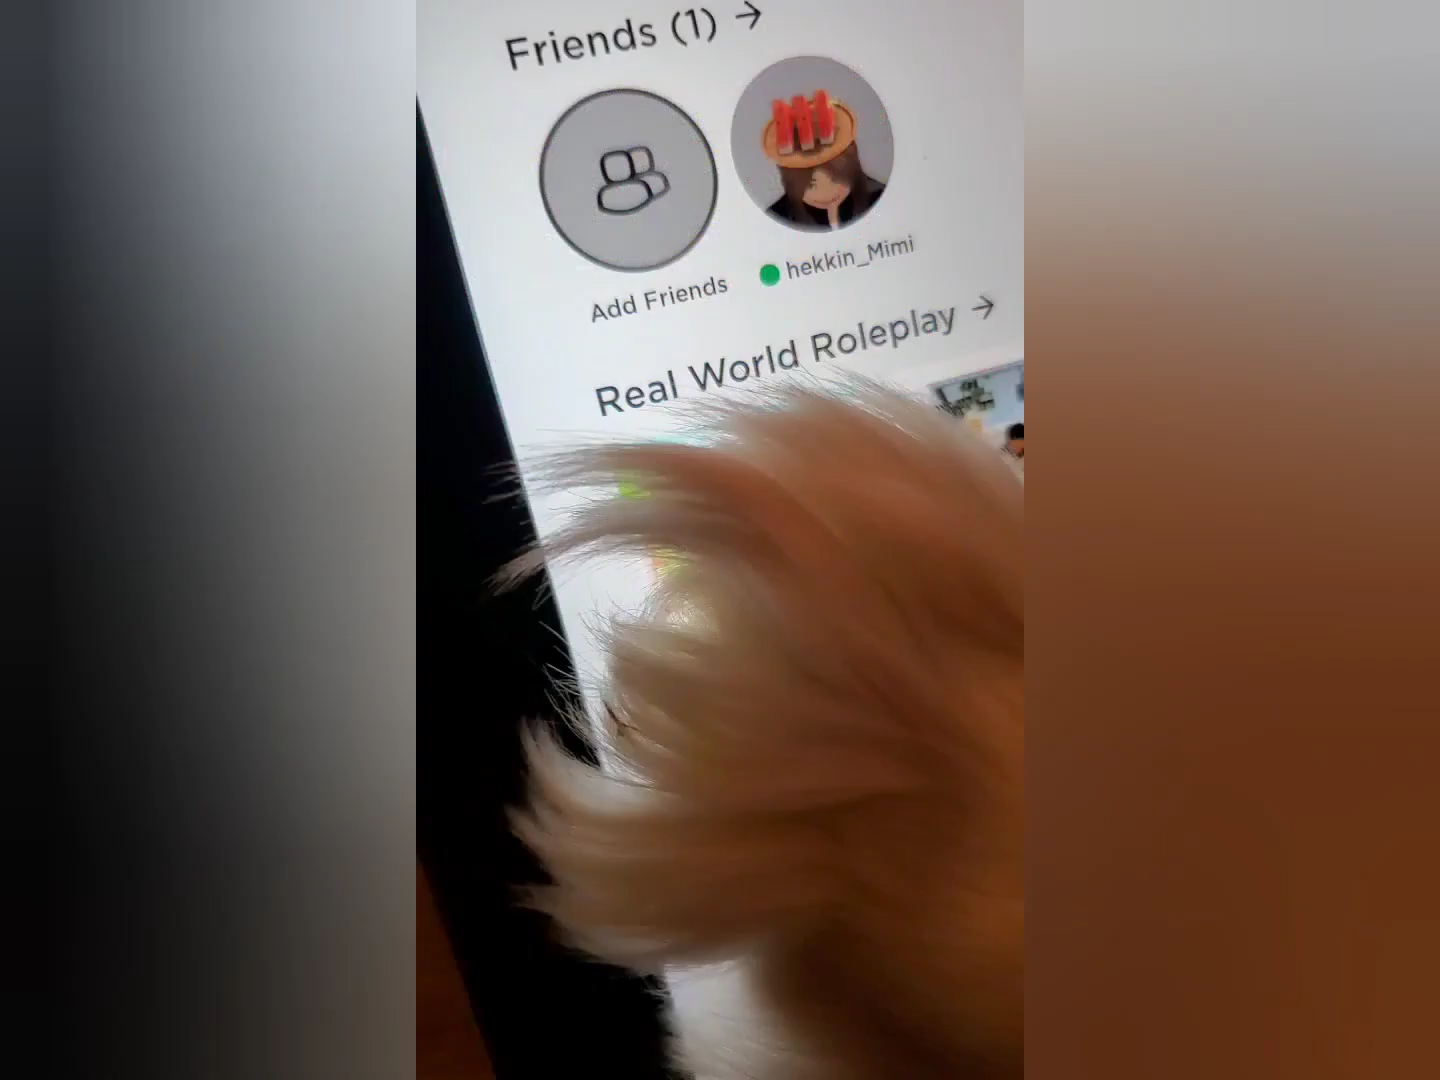 Friends (1) →
Add Friends
hekkin_Mimi
Real World Roleplay →